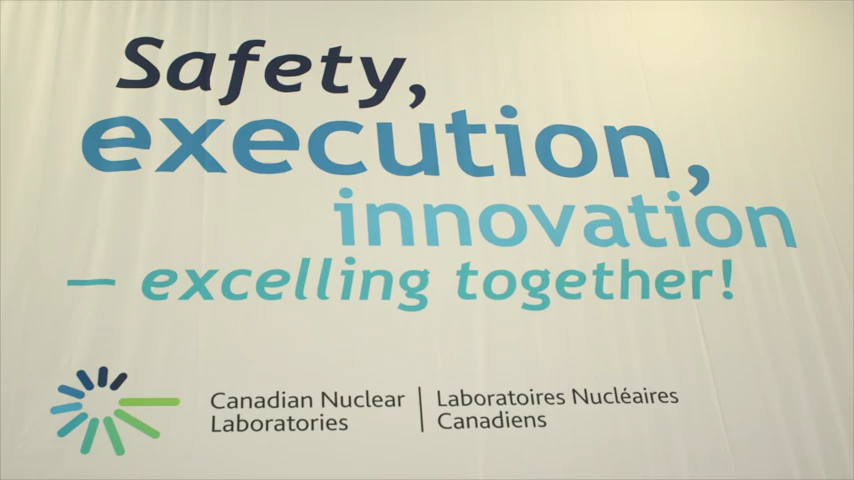 Safety,
execution,
innovation
— excelling together!
Canadian Nuclear
Laboratories
Laboratoires Nucléaires
Canadiens